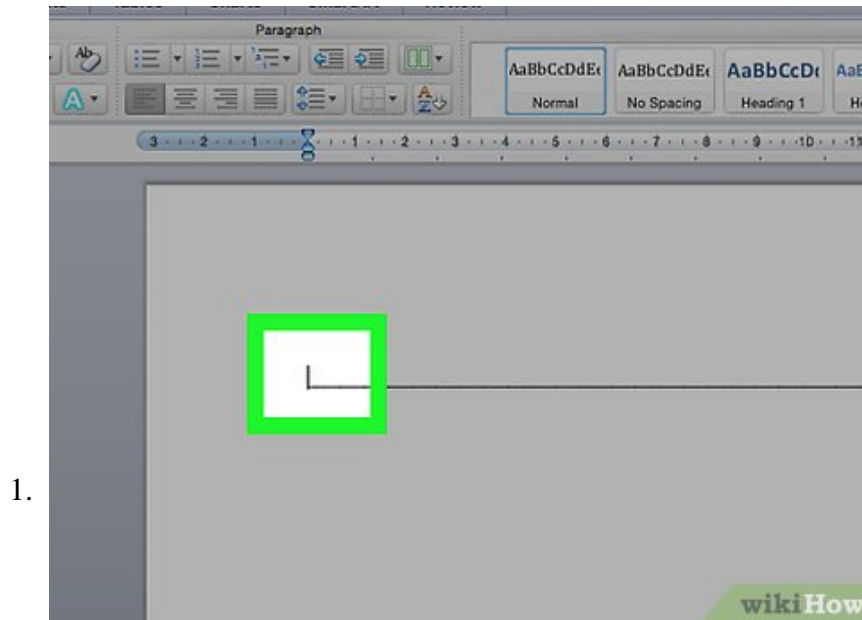 Paragraph
AaBbCcDdEe AaBbCcDdEe AaBbCcDc
Normal No Spacing Heading 1
3 2 1 1 2 3 4 5 6 7 8 9 10
1.
wikiHow